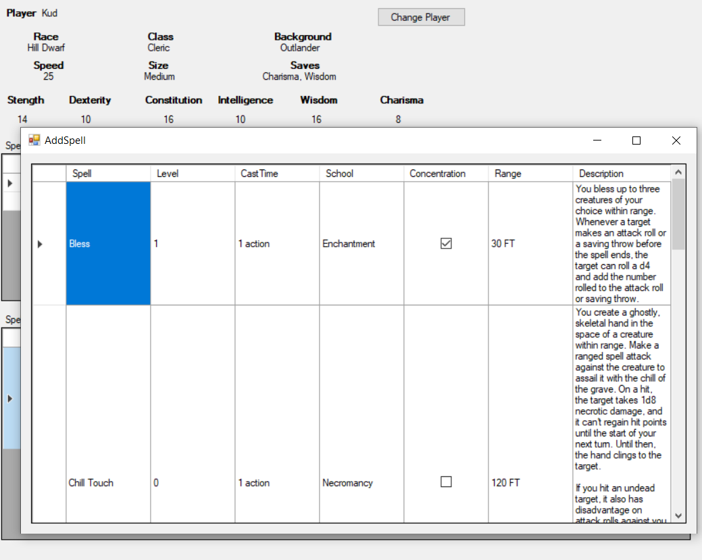 Player Kud
Change Player
Race Class Background
Hill Dwarf Cleric Outlander
Speed Size Saves
25 Medium Charisma, Wisdom
Stength Dexterity Constitution Intelligence Wisdom Charisma
14 10 16 10 16 8
Spe
AddSpell
Spell Level CastTime School Concentration Range Description
Bless 1 1 action Enchantment 30 FT
You bless up to three
creatures of your
choice within range.
Whenever a target
makes an attack roll or
a saving throw before
the spell ends, the
target can roll a d4
and add the number
rolled to the attack roll
or saving throw.
Spe
Chill Touch 0 1 action Necromancy 120 FT
You create a ghostly,
skeletal hand in the
space of a creature
within range. Make a
ranged spell attack
against the creature to
assail it with the chill of
the grave. On a hit,
the target takes 1d8
necrotic damage, and
it can't regain hit points
until the start of your
next turn. Until then,
the hand clings to the
target.
If you hit an undead
target, it also has
disadvantage on
attack rolls against you